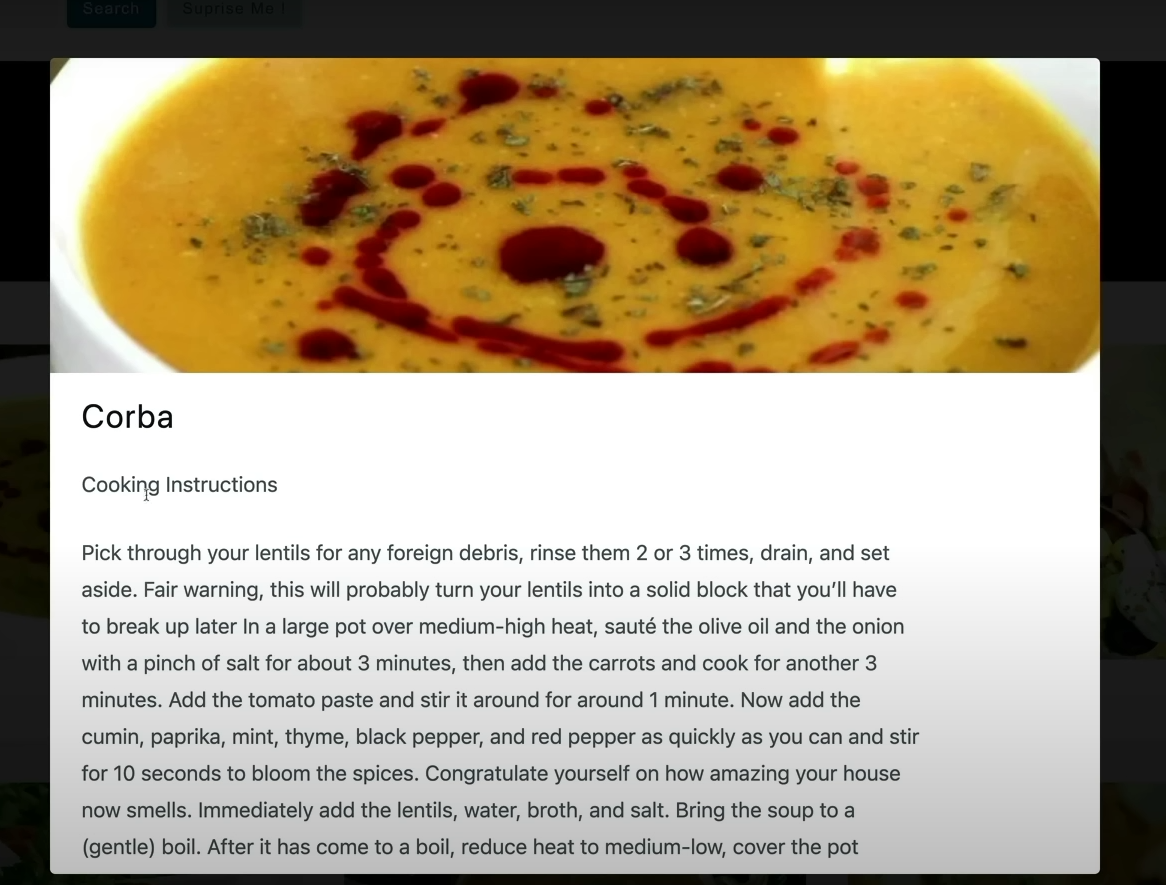 Search
Suprise Me !
Corba
Cooking Instructions
Pick through your lentils for any foreign debris, rinse them 2 or 3 times, drain, and set
aside. Fair warning, this will probably turn your lentils into a solid block that you’ll have
to break up later In a large pot over medium-high heat, sauté the olive oil and the onion
with a pinch of salt for about 3 minutes, then add the carrots and cook for another 3
minutes. Add the tomato paste and stir it around for around 1 minute. Now add the
cumin, paprika, mint, thyme, black pepper, and red pepper as quickly as you can and stir
for 10 seconds to bloom the spices. Congratulate yourself on how amazing your house
now smells. Immediately add the lentils, water, broth, and salt. Bring the soup to a
(gentle) boil. After it has come to a boil, reduce heat to medium-low, cover the pot